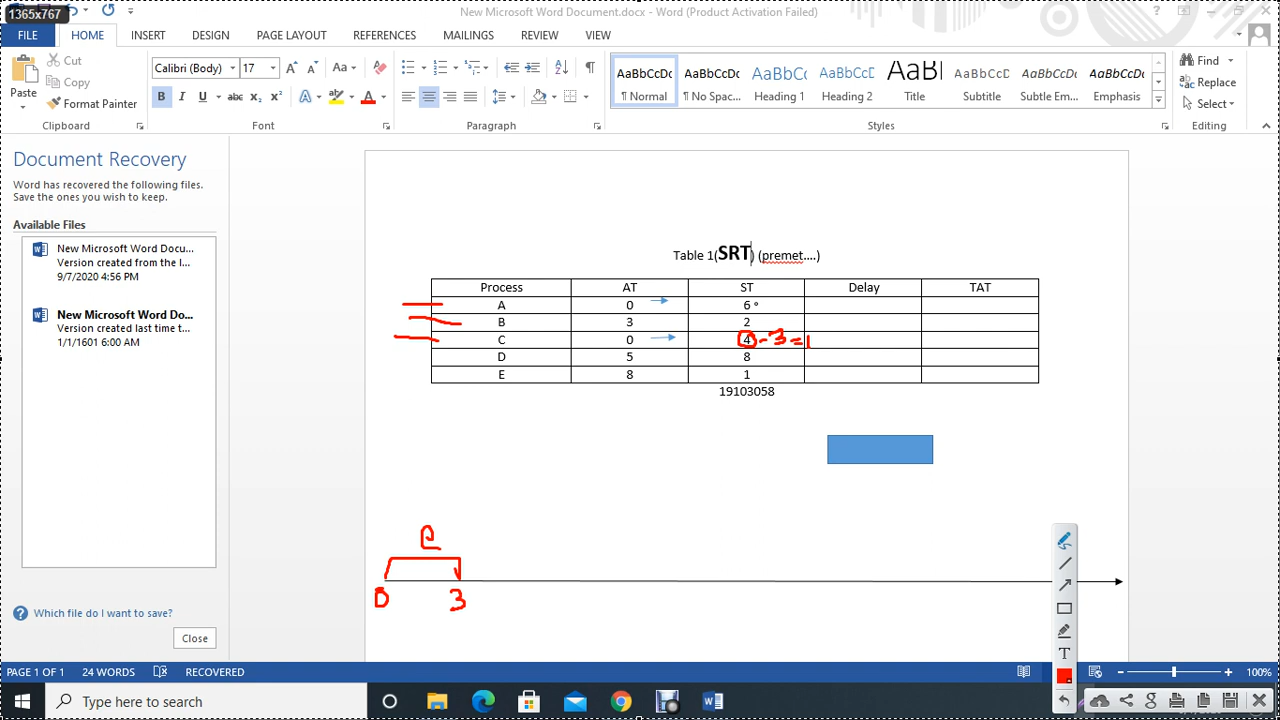 1365x767
New Microsoft Word Document.docx - Word (Product Activation Failed)
FILE HOME INSERT DESIGN PAGE LAYOUT REFERENCES MAILINGS REVIEW VIEW
Cut
Copy
Format Painter
Paste
Calibri (Body) 17
Aa
B I U abc x₂ x² A A
AaBbCcDc AaBbCcDc AaBbCc AaBbCcC AaBb AaBbCcC AaBbCcDc AaBbCcDc
¶ Normal ¶ No Spac... Heading 1 Heading 2 Title Subtitle Subtle Em... Emphasis
Find
Replace
Select
Clipboard Font Paragraph Styles Editing
Document Recovery
Word has recovered the following files.
Save the ones you wish to keep.
Available Files
New Microsoft Word Docu...
Version created from the l...
9/7/2020 4:56 PM
New Microsoft Word Do...
Version created last time t...
1/1/1601 6:00 AM
Which file do I want to save?
Close
Table 1(SRT) (premet....)
Process AT ST Delay TAT
A 0 6
B 3 2
C 0 4 - 3 = 1
D 5 8
E 8 1
19103058
0 3
T
PAGE 1 OF 1 24 WORDS RECOVERED 100%
Type here to search